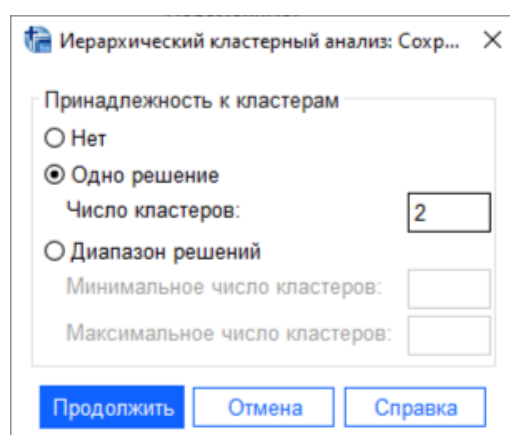 Иерархический кластерный анализ: Сохр...
Принадлежность к кластерам
Нет
Одно решение
Число кластеров: 2
Диапазон решений
Минимальное число кластеров:
Максимальное число кластеров:
Продолжить Отмена Справка